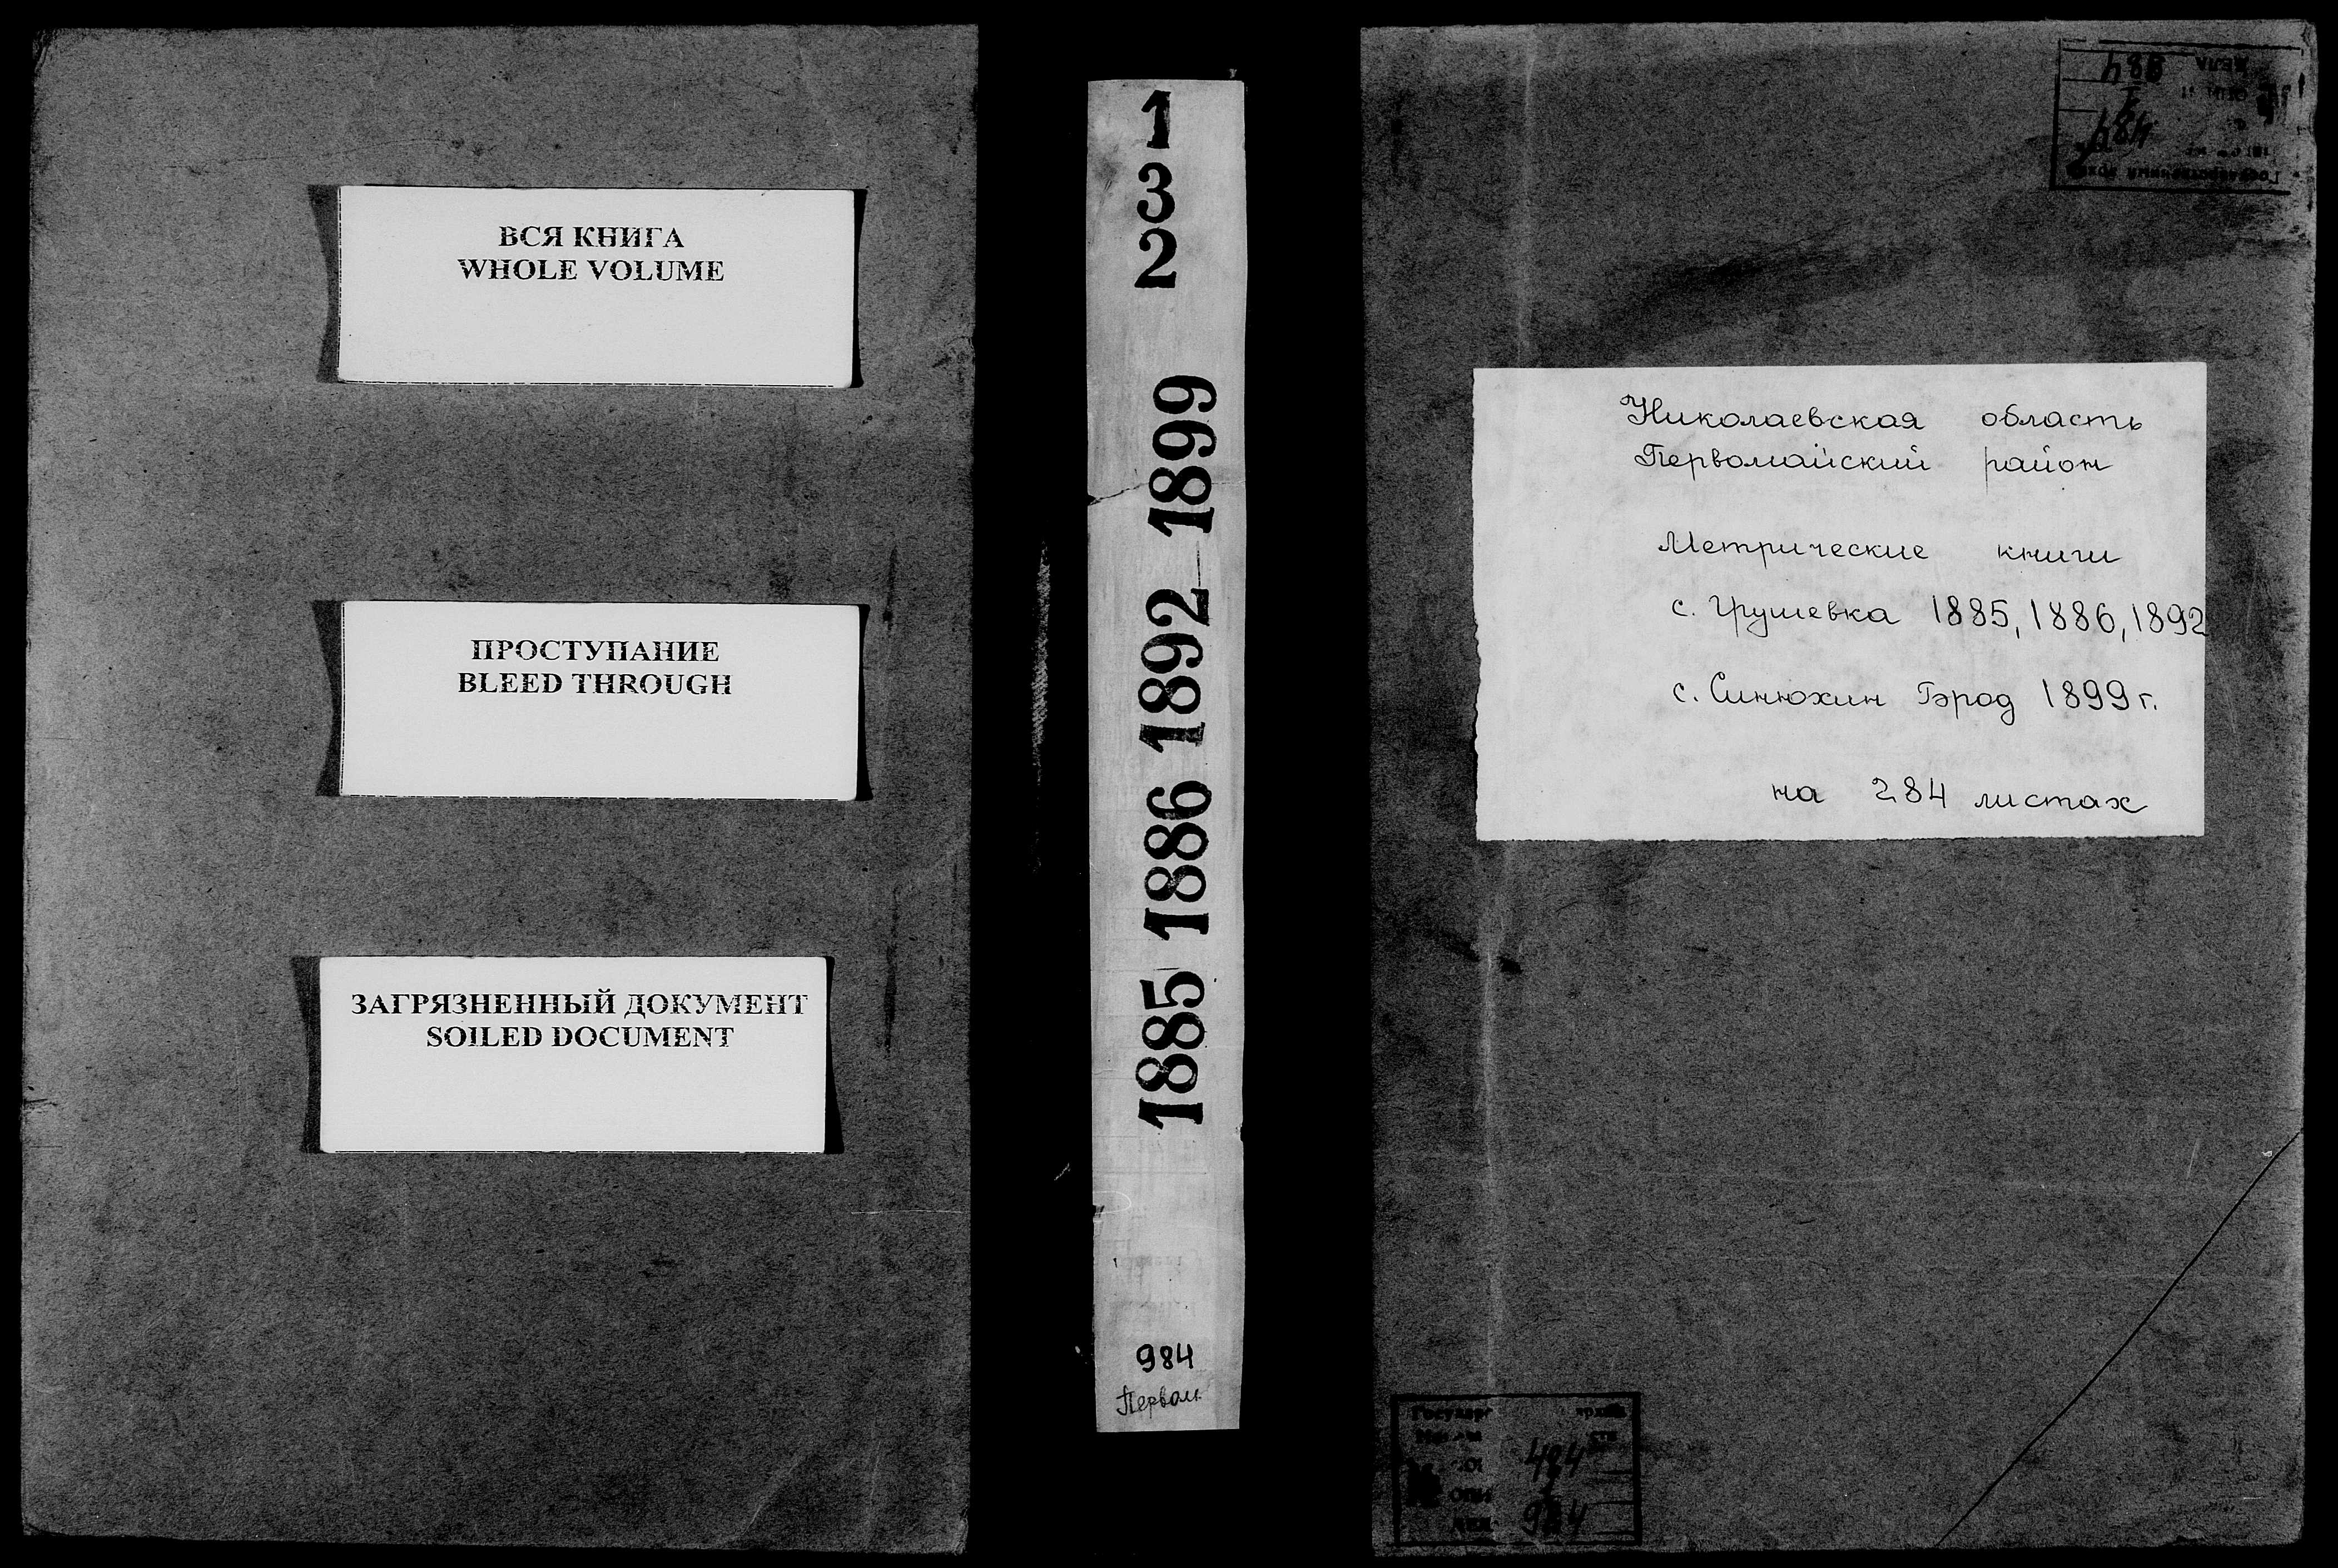 ВСЯ КНИГА
WHOLE VOLUME
ПРОСТУПАНИЕ
BLEED THROUGH
ЗАГРЯЗНЕННЫЙ ДОКУМЕНТ
SOILED DOCUMENT
1
3
2
1885 1886 1892 1899
984
Первом.
984
484
Николаевская область
Первомайский район
Метрические книги
с. Грушевка 1885, 1886, 1892
с. Синюхин Брод 1899 г.
на 284 листах
484
984